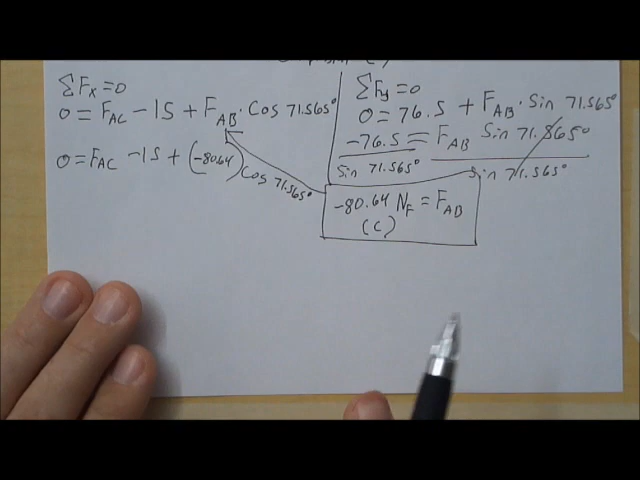 ΣFx=0
0=FAC-15+FAB·Cos 71.565°
0=FAC-15+(-80.64)Cos 71.565°
ΣFy=0
0=76.5+FAB·Sin 71.565°
-76.5=FAB Sin 71.565°
Sin 71.565° Sin 71.565°
-80.64 NF=FAB
(C)